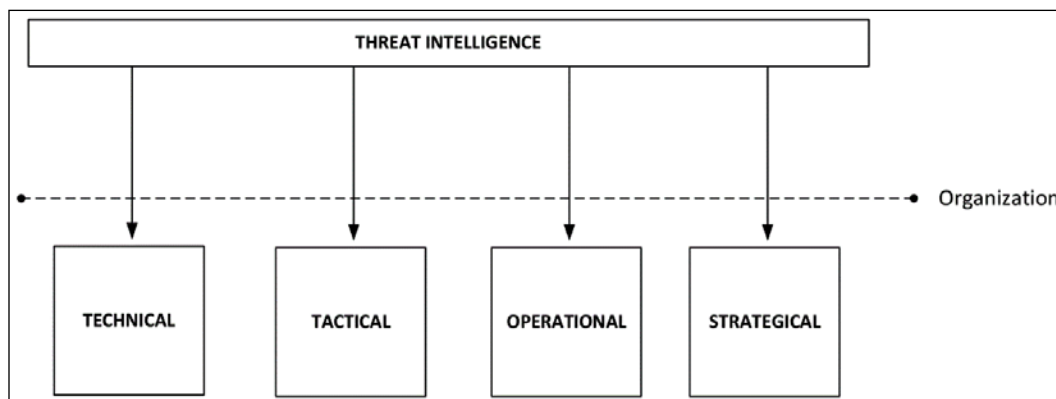 THREAT INTELLIGENCE
Organization
TECHNICAL
TACTICAL
OPERATIONAL
STRATEGICAL